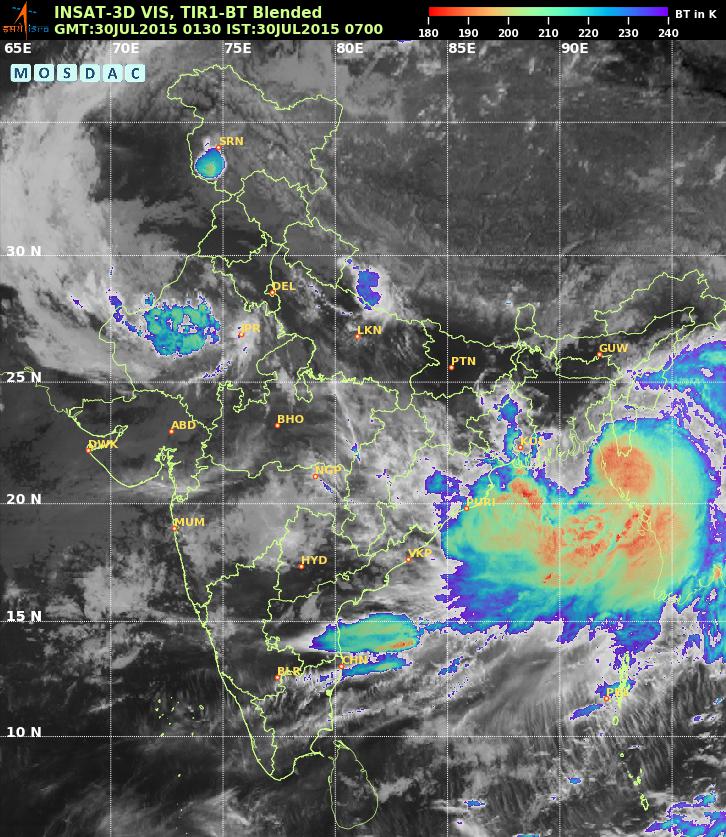 INSAT-3D VIS, TIR1-BT Blended
GMT:30JUL2015 0130 IST:30JUL2015 0700
BT in K
180 190 200 210 220 230 240
65E 70E 75E 80E 85E 90E
MOSDAC
SRN
30 N
DEL
JPR
LKN
GUW
PTN
25 N
BHO
ABD
DWK
KOL
NGP
20 N
PURI
MUM
VKP
HYD
15 N
CHN
BLR
PBL
10 N